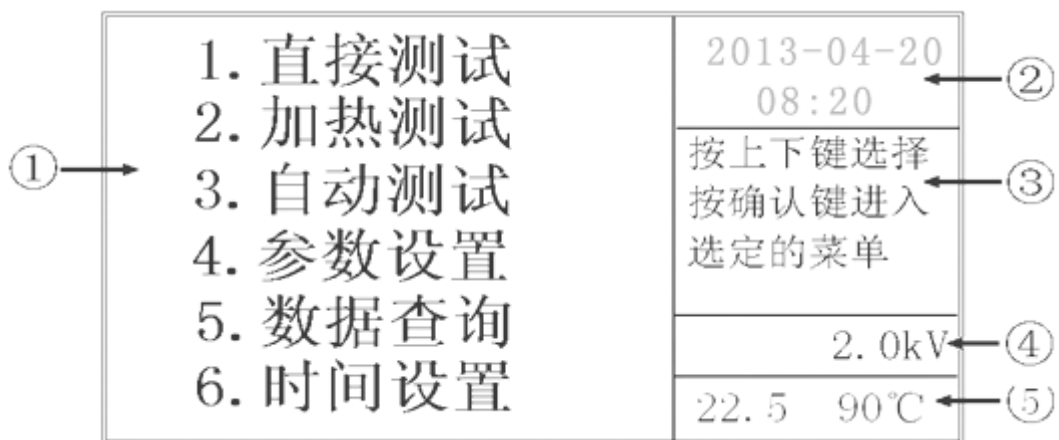 ①
1. 直接测试
2. 加热测试
3. 自动测试
4. 参数设置
5. 数据查询
6. 时间设置
2013-04-20
08:20
②
按上下键选择
按确认键进入
选定的菜单
③
2.0kV
④
22.5 90℃
⑤